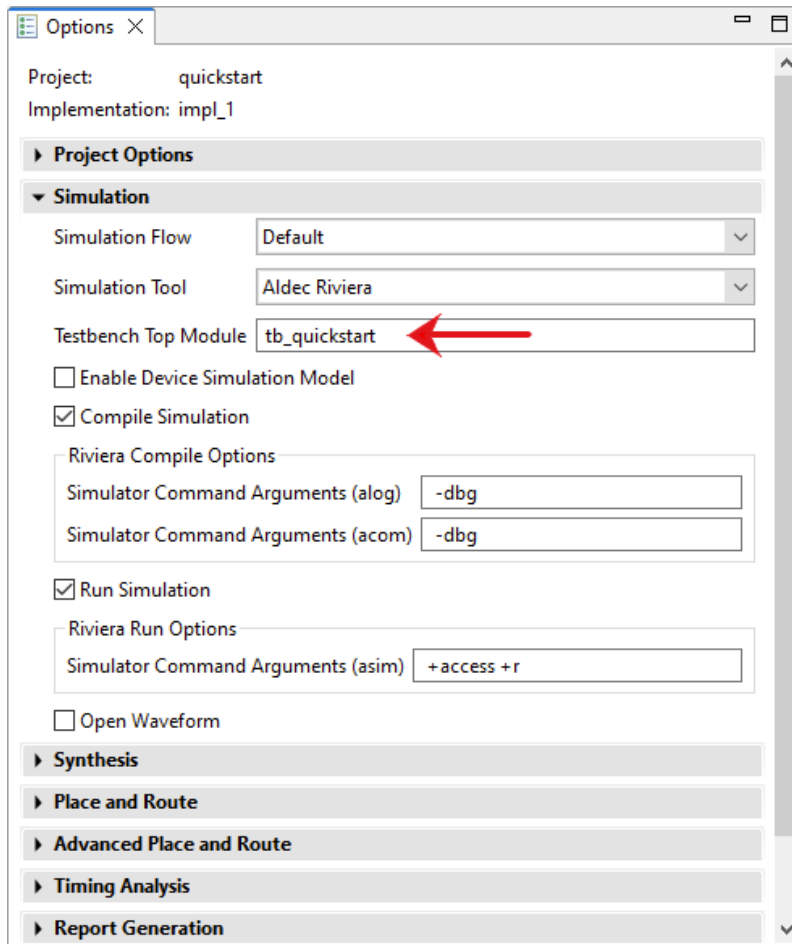 Options
Project: quickstart
Implementation: impl_1
Project Options
Simulation
Simulation Flow Default
Simulation Tool Aldec Riviera
Testbench Top Module tb_quickstart
Enable Device Simulation Model
Compile Simulation
Riviera Compile Options
Simulator Command Arguments (alog) -dbg
Simulator Command Arguments (acom) -dbg
Run Simulation
Riviera Run Options
Simulator Command Arguments (asim) +access +r
Open Waveform
Synthesis
Place and Route
Advanced Place and Route
Timing Analysis
Report Generation